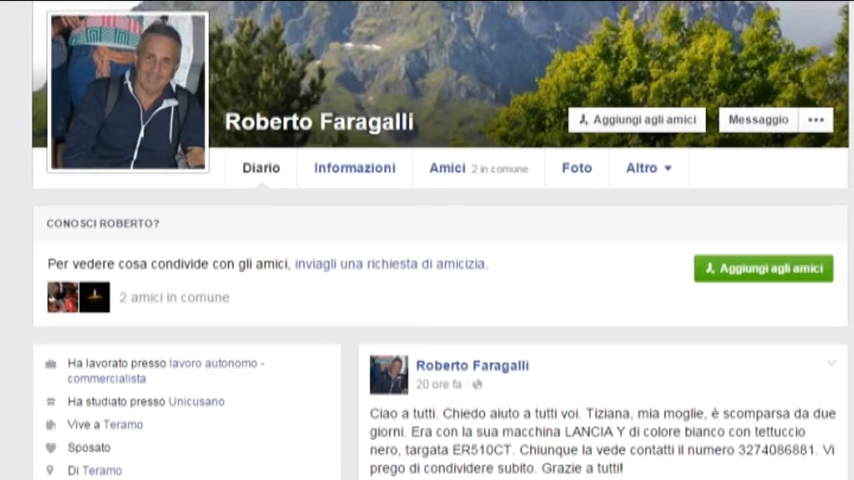 Roberto Faragalli
Aggiungi agli amici
Messaggio
Diario
Informazioni
Amici 2 in comune
Foto
Altro
CONOSCI ROBERTO?
Per vedere cosa condivide con gli amici, inviagli una richiesta di amicizia.
Aggiungi agli amici
2 amici in comune
Ha lavorato presso lavoro autonomo -
commercialista
Ha studiato presso Unicusano
Vive a Teramo
Sposato
Di Teramo
Roberto Faragalli
20 ore fa ·
Ciao a tutti. Chiedo aiuto a tutti voi. Tiziana, mia moglie, è scomparsa da due
giorni. Era con la sua macchina LANCIA Y di colore bianco con tettuccio
nero, targata ER510CT. Chiunque la vede contatti il numero 3274086881. Vi
prego di condividere subito. Grazie a tutti!